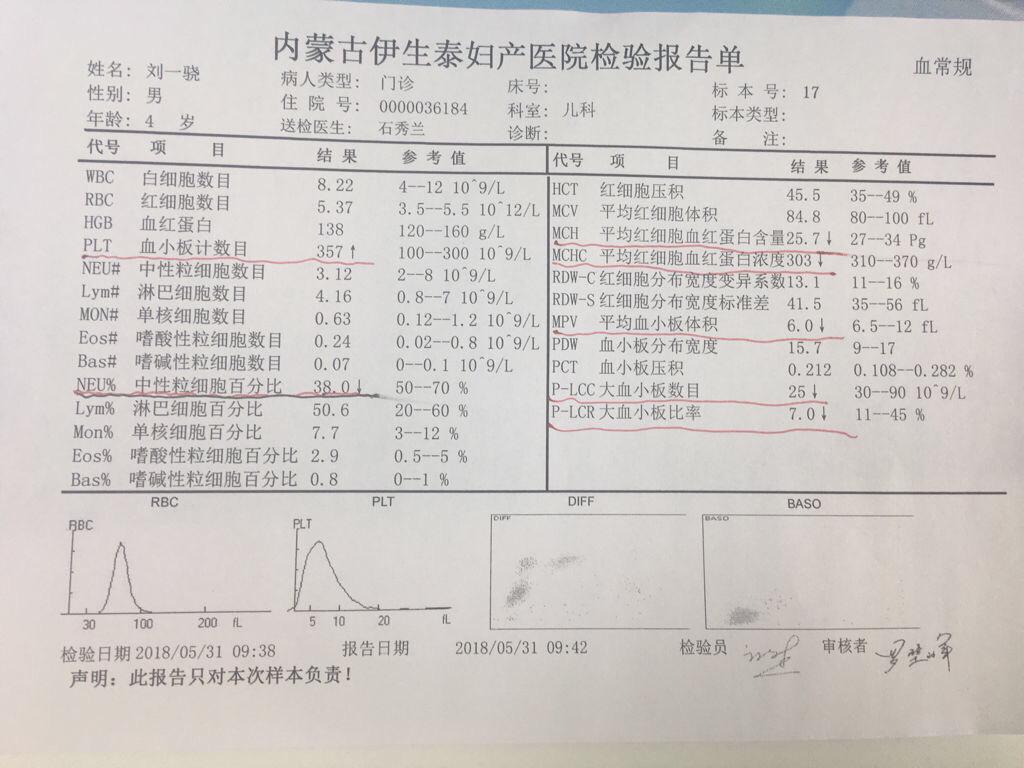 内蒙古伊生泰妇产医院检验报告单
血常规
姓名: 刘一骁 病人类型: 门诊 床号: 标 本 号: 17
性别: 男 住 院 号: 0000036184 科室: 儿科 标本类型:
年龄: 4 岁 送检医生: 石秀兰 诊断: 备 注:
代号 项 目 结 果 参 考 值
WBC 白细胞数目 8.22 4--12 10^9/L
RBC 红细胞数目 5.37 3.5--5.5 10^12/L
HGB 血红蛋白 138 120--160 g/L
PLT 血小板计数目 357↑ 100--300 10^9/L
NEU# 中性粒细胞数目 3.12 2--8 10^9/L
Lym# 淋巴细胞数目 4.16 0.8--7 10^9/L
MON# 单核细胞数目 0.63 0.12--1.2 10^9/L
Eos# 嗜酸性粒细胞数目 0.24 0.02--0.8 10^9/L
Bas# 嗜碱性粒细胞数目 0.07 0--0.1 10^9/L
NEU% 中性粒细胞百分比 38.0↓ 50--70 %
Lym% 淋巴细胞百分比 50.6 20--60 %
Mon% 单核细胞百分比 7.7 3--12 %
Eos% 嗜酸性粒细胞百分比 2.9 0.5--5 %
Bas% 嗜碱性粒细胞百分比 0.8 0--1 %
代号 项 目 结 果 参 考 值
HCT 红细胞压积 45.5 35--49 %
MCV 平均红细胞体积 84.8 80--100 fL
MCH 平均红细胞血红蛋白含量 25.7↓ 27--34 Pg
MCHC 平均红细胞血红蛋白浓度 303↓ 310--370 g/L
RDW-C 红细胞分布宽度变异系数 13.1 11--16 %
RDW-S 红细胞分布宽度标准差 41.5 35--56 fL
MPV 平均血小板体积 6.0↓ 6.5--12 fL
PDW 血小板分布宽度 15.7 9--17
PCT 血小板压积 0.212 0.108--0.282 %
P-LCC 大血小板数目 25↓ 30--90 10^9/L
P-LCR 大血小板比率 7.0↓ 11--45 %
RBC PLT DIFF BASO
RBC PLT DIFF BASO
30 100 200 fL 5 10 20 fL
检验日期 2018/05/31 09:38 报告日期 2018/05/31 09:42 检验员 审核者
声明: 此报告只对本次样本负责!